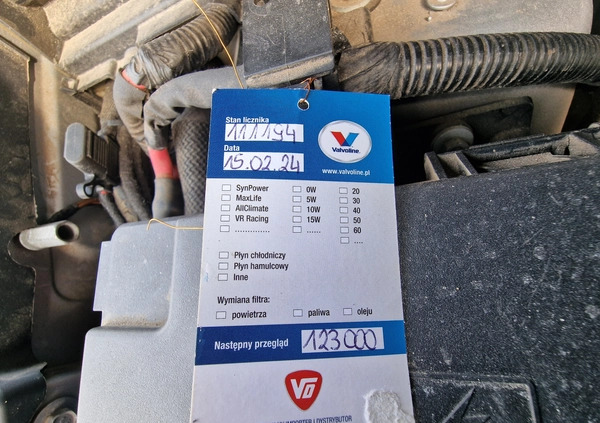 Stan licznika
111194
Data
15.02.24
Valvoline
www.valvoline.pl
SynPower 0W 20
MaxLife 5W 30
AllClimate 10W 40
VR Racing 15W 50
............... ...... 60
....
Płyn chłodniczy
Płyn hamulcowy
Inne
Wymiana filtra:
powietrza paliwa oleju
Następny przegląd 123000
DYSTRYBUTOR